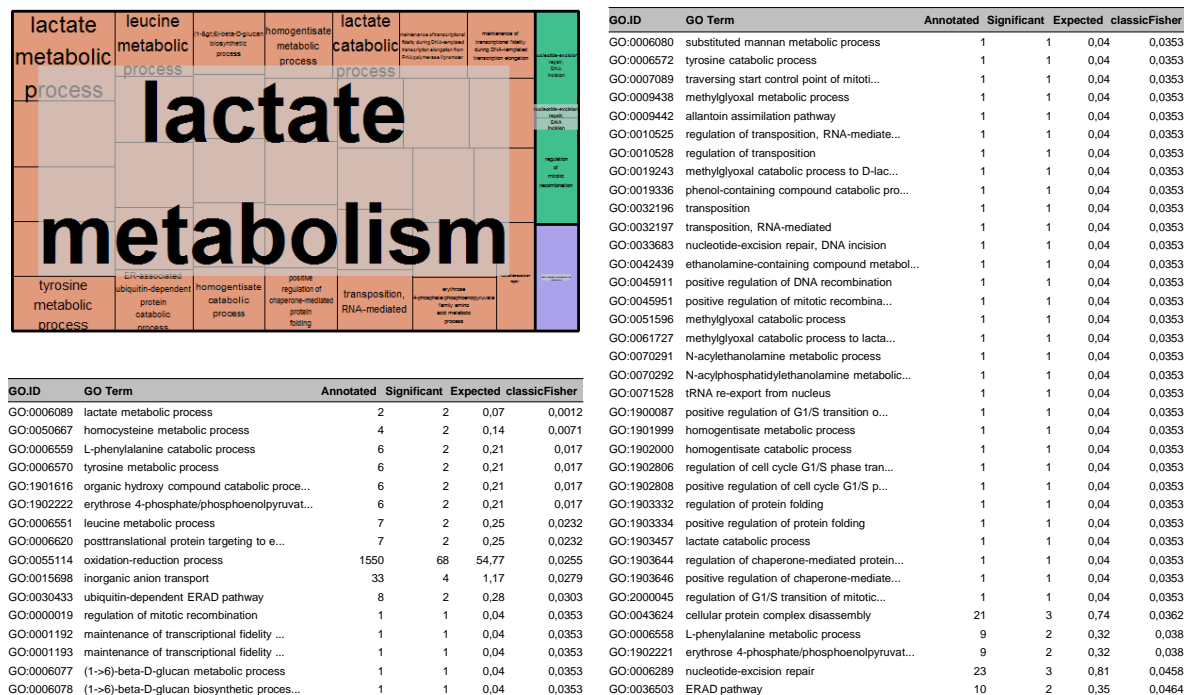 lactate
metabolic
process
leucine
metabolic
process
(1-&gt;6)-beta-D-glucan
biosynthetic
process
homogentisate
metabolic
process
lactate
catabolic
process
maintenance of transcriptional
fidelity during DNA-templated
transcription elongation from
RNA polymerase II promoter
maintenance of
transcriptional fidelity
during DNA-templated
transcription elongation
nucleotide-excision
repair,
DNA
incision
nucleotide-excision
repair,
DNA
incision
regulation
of
mitotic
recombination
lactate
metabolism
tyrosine
metabolic
process
ER-associated
ubiquitin-dependent
protein
catabolic
process
homogentisate
catabolic
process
positive
regulation of
chaperone-mediated
protein
folding
transposition,
RNA-mediated
erythrose
4-phosphate/phosphoenolpyruvate
family amino
acid metabolic
process
GO.ID GO Term Annotated Significant Expected classicFisher
GO:0006089 lactate metabolic process 2 2 0,07 0,0012
GO:0050667 homocysteine metabolic process 4 2 0,14 0,0071
GO:0006559 L-phenylalanine catabolic process 6 2 0,21 0,017
GO:0006570 tyrosine metabolic process 6 2 0,21 0,017
GO:1901616 organic hydroxy compound catabolic proce... 6 2 0,21 0,017
GO:1902222 erythrose 4-phosphate/phosphoenolpyruvat... 6 2 0,21 0,017
GO:0006551 leucine metabolic process 7 2 0,25 0,0232
GO:0006620 posttranslational protein targeting to e... 7 2 0,25 0,0232
GO:0055114 oxidation-reduction process 1550 68 54,77 0,0255
GO:0015698 inorganic anion transport 33 4 1,17 0,0279
GO:0030433 ubiquitin-dependent ERAD pathway 8 2 0,28 0,0303
GO:0000019 regulation of mitotic recombination 1 1 0,04 0,0353
GO:0001192 maintenance of transcriptional fidelity ... 1 1 0,04 0,0353
GO:0001193 maintenance of transcriptional fidelity ... 1 1 0,04 0,0353
GO:0006077 (1->6)-beta-D-glucan metabolic process 1 1 0,04 0,0353
GO:0006078 (1->6)-beta-D-glucan biosynthetic proces... 1 1 0,04 0,0353
GO.ID GO Term Annotated Significant Expected classicFisher
GO:0006080 substituted mannan metabolic process 1 1 0,04 0,0353
GO:0006572 tyrosine catabolic process 1 1 0,04 0,0353
GO:0007089 traversing start control point of mitoti... 1 1 0,04 0,0353
GO:0009438 methylglyoxal metabolic process 1 1 0,04 0,0353
GO:0009442 allantoin assimilation pathway 1 1 0,04 0,0353
GO:0010525 regulation of transposition, RNA-mediate... 1 1 0,04 0,0353
GO:0010528 regulation of transposition 1 1 0,04 0,0353
GO:0019243 methylglyoxal catabolic process to D-lac... 1 1 0,04 0,0353
GO:0019336 phenol-containing compound catabolic pro... 1 1 0,04 0,0353
GO:0032196 transposition 1 1 0,04 0,0353
GO:0032197 transposition, RNA-mediated 1 1 0,04 0,0353
GO:0033683 nucleotide-excision repair, DNA incision 1 1 0,04 0,0353
GO:0042439 ethanolamine-containing compound metabol... 1 1 0,04 0,0353
GO:0045911 positive regulation of DNA recombination 1 1 0,04 0,0353
GO:0045951 positive regulation of mitotic recombina... 1 1 0,04 0,0353
GO:0051596 methylglyoxal catabolic process 1 1 0,04 0,0353
GO:0061727 methylglyoxal catabolic process to lacta... 1 1 0,04 0,0353
GO:0070291 N-acylethanolamine metabolic process 1 1 0,04 0,0353
GO:0070292 N-acylphosphatidylethanolamine metabolic... 1 1 0,04 0,0353
GO:0071528 tRNA re-export from nucleus 1 1 0,04 0,0353
GO:1900087 positive regulation of G1/S transition o... 1 1 0,04 0,0353
GO:1901999 homogentisate metabolic process 1 1 0,04 0,0353
GO:1902000 homogentisate catabolic process 1 1 0,04 0,0353
GO:1902806 regulation of cell cycle G1/S phase tran... 1 1 0,04 0,0353
GO:1902808 positive regulation of cell cycle G1/S p... 1 1 0,04 0,0353
GO:1903332 regulation of protein folding 1 1 0,04 0,0353
GO:1903334 positive regulation of protein folding 1 1 0,04 0,0353
GO:1903457 lactate catabolic process 1 1 0,04 0,0353
GO:1903644 regulation of chaperone-mediated protein... 1 1 0,04 0,0353
GO:1903646 positive regulation of chaperone-mediate... 1 1 0,04 0,0353
GO:2000045 regulation of G1/S transition of mitotic... 1 1 0,04 0,0353
GO:0043624 cellular protein complex disassembly 21 3 0,74 0,0362
GO:0006558 L-phenylalanine metabolic process 9 2 0,32 0,038
GO:1902221 erythrose 4-phosphate/phosphoenolpyruvat... 9 2 0,32 0,038
GO:0006289 nucleotide-excision repair 23 3 0,81 0,0458
GO:0036503 ERAD pathway 10 2 0,35 0,0464